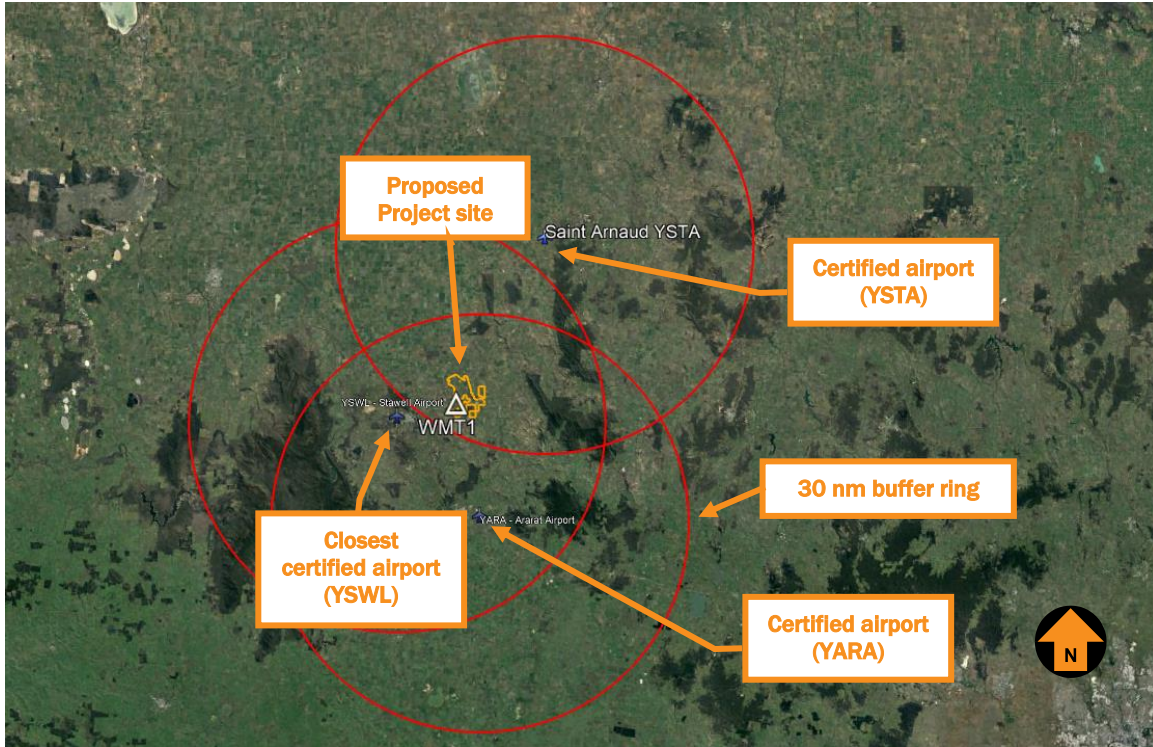 Proposed
Project site
Saint Arnaud YSTA
Certified airport
(YSTA)
YSWL - Stawell Airport
WMT1
30 nm buffer ring
YARA - Ararat Airport
Closest
certified airport
(YSWL)
Certified airport
(YARA)
N